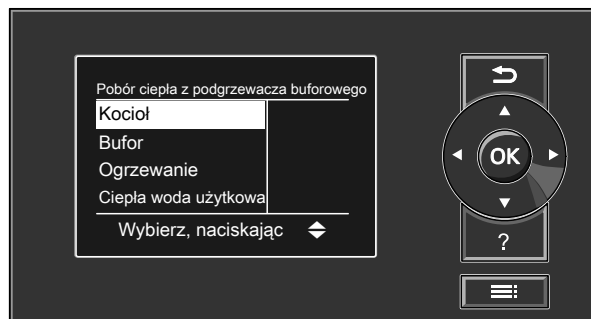 Pobór ciepła z podgrzewacza buforowego
Kocioł
Bufor
Ogrzewanie
Ciepła woda użytkowa
Wybierz, naciskając
OK
?